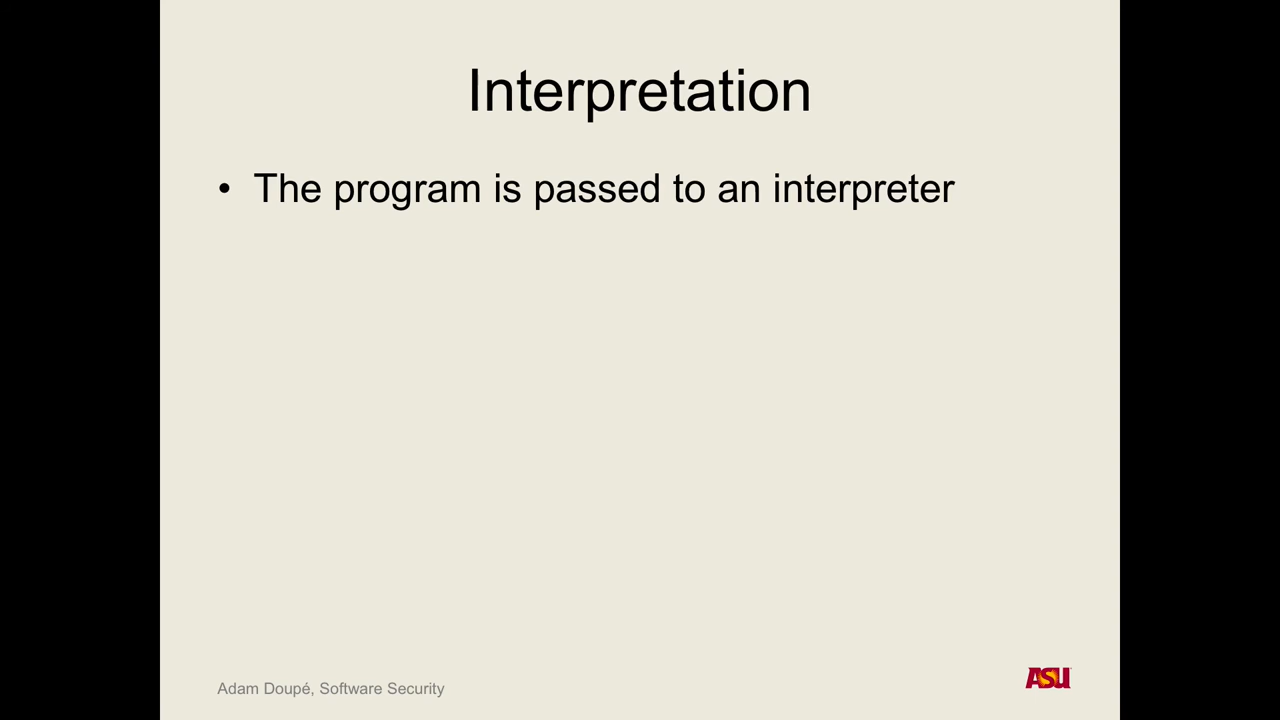 Interpretation
• The program is passed to an interpreter
Adam Doupé, Software Security
ASU